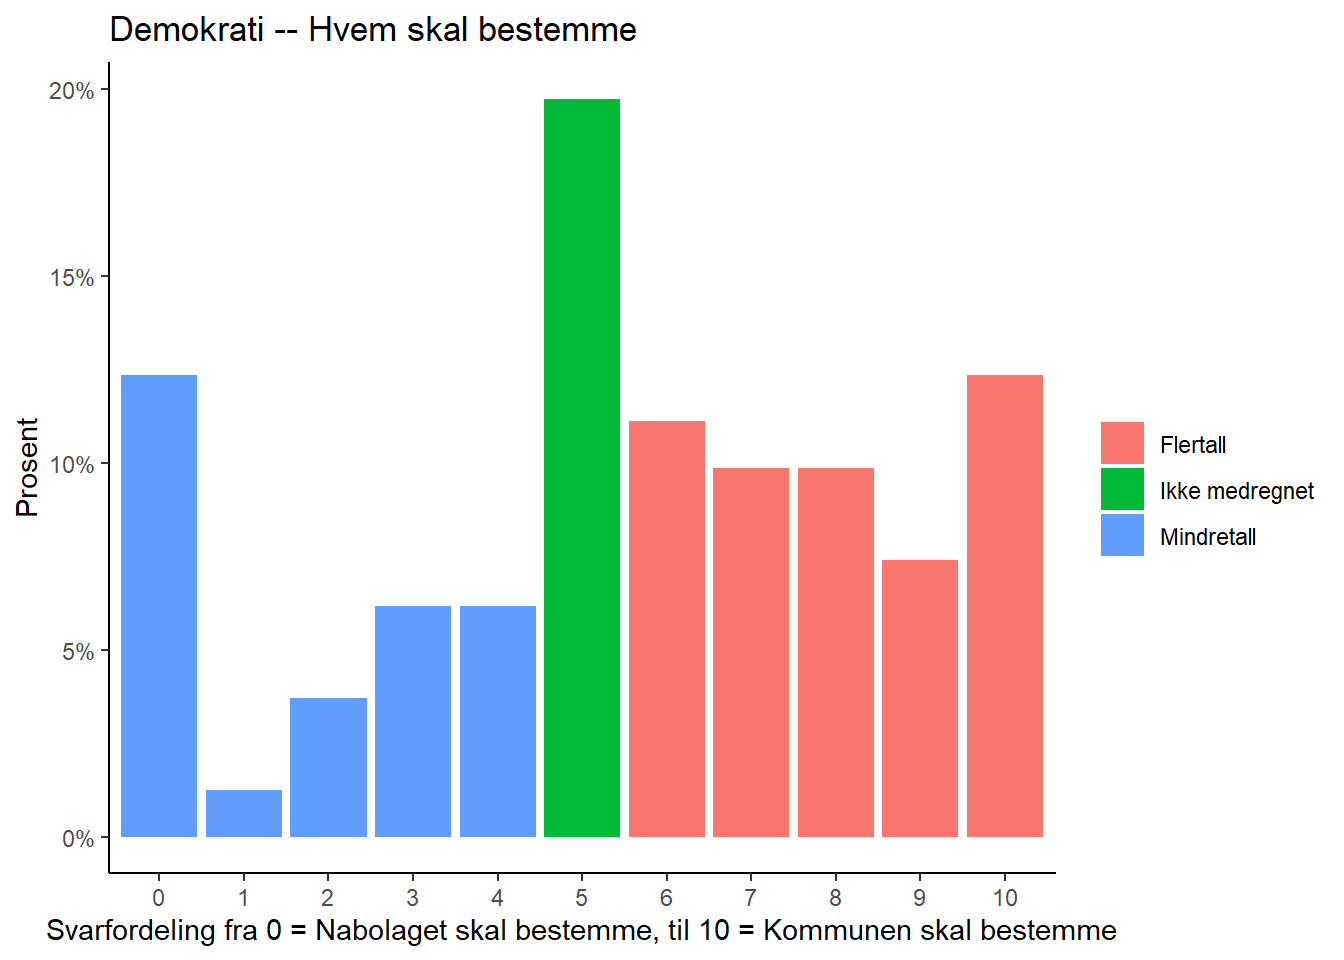 Demokrati -- Hvem skal bestemme
Prosent
20%
15%
10%
5%
0%
0 1 2 3 4 5 6 7 8 9 10
Svarfordeling fra 0 = Nabolaget skal bestemme, til 10 = Kommunen skal bestemme
Flertall
Ikke medregnet
Mindretall